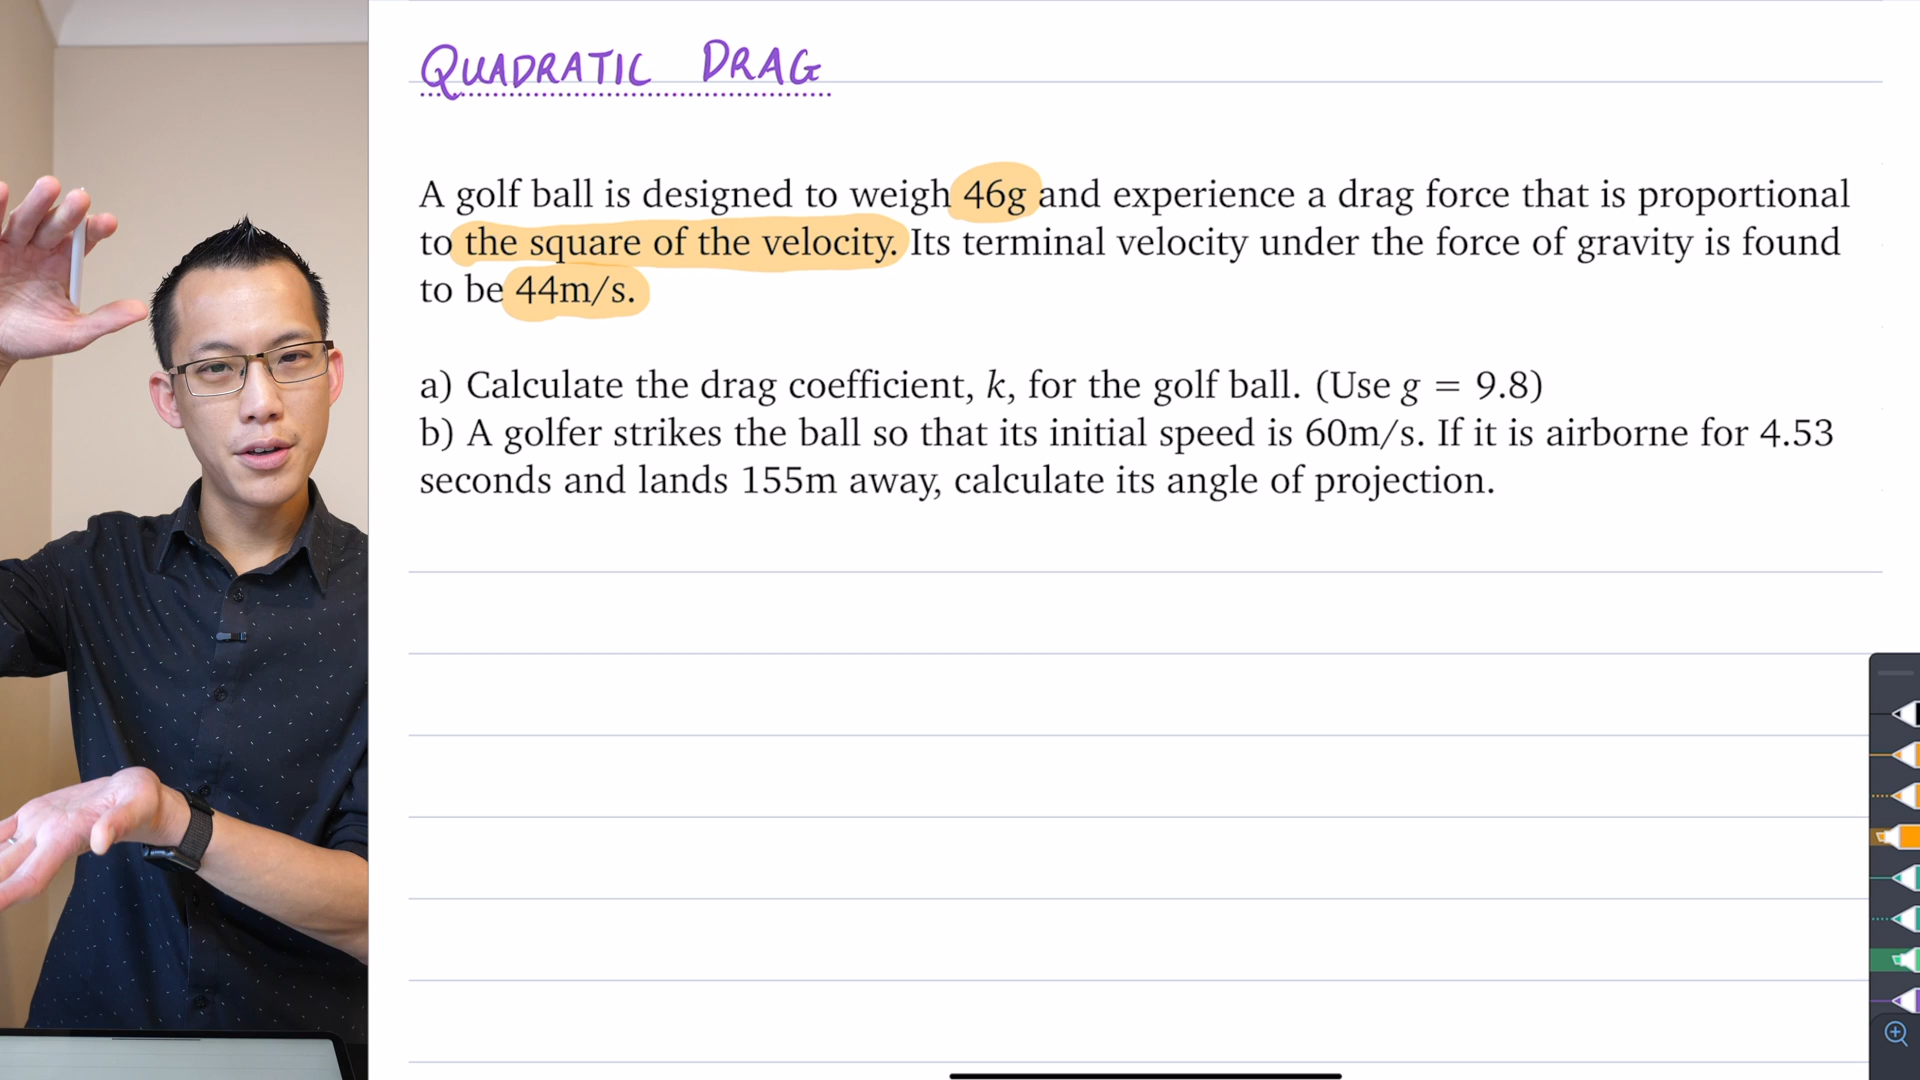 QUADRATIC DRAG
A golf ball is designed to weigh 46g and experience a drag force that is proportional
to the square of the velocity. Its terminal velocity under the force of gravity is found
to be 44m/s.
a) Calculate the drag coefficient, k, for the golf ball. (Use g = 9.8)
b) A golfer strikes the ball so that its initial speed is 60m/s. If it is airborne for 4.53
seconds and lands 155m away, calculate its angle of projection.